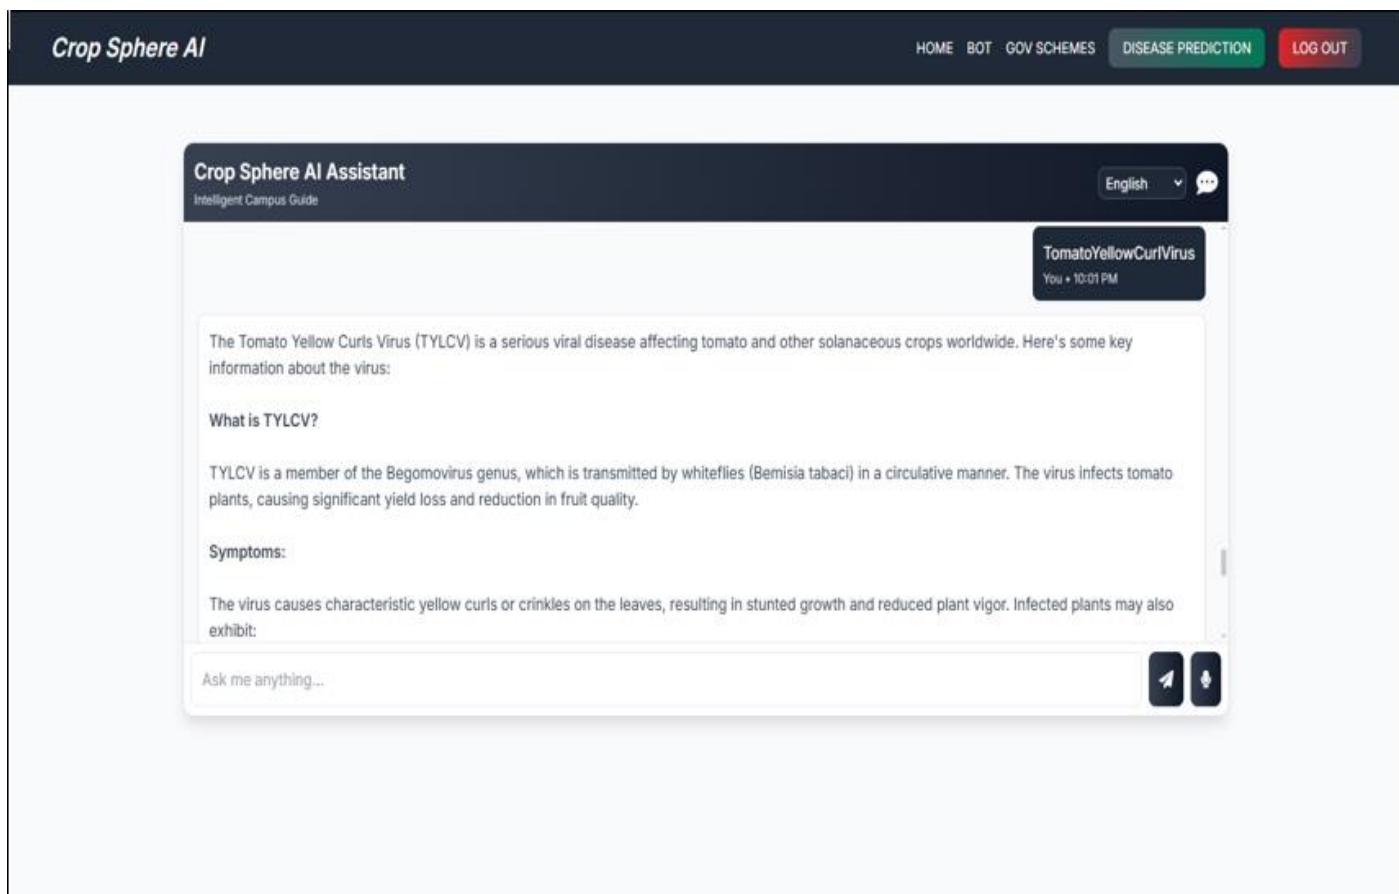 Crop Sphere AI
HOME BOT GOV SCHEMES DISEASE PREDICTION LOG OUT
Crop Sphere AI Assistant
Intelligent Campus Guide
English
TomatoYellowCurlVirus
You • 10:01 PM
The Tomato Yellow Curls Virus (TYLCV) is a serious viral disease affecting tomato and other solanaceous crops worldwide. Here's some key
information about the virus:
What is TYLCV?
TYLCV is a member of the Begomovirus genus, which is transmitted by whiteflies (Bemisia tabaci) in a circulative manner. The virus infects tomato
plants, causing significant yield loss and reduction in fruit quality.
Symptoms:
The virus causes characteristic yellow curls or crinkles on the leaves, resulting in stunted growth and reduced plant vigor. Infected plants may also
exhibit:
Ask me anything...